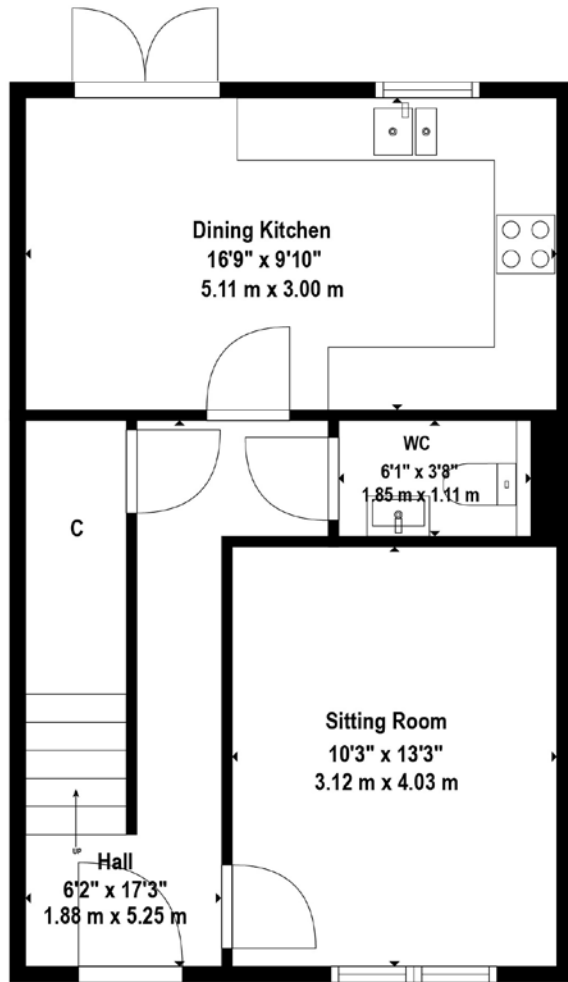 Dining Kitchen
16'9" x 9'10"
5.11 m x 3.00 m
WC
6'1" x 3'8"
1.85 m x 1.11 m
C
Sitting Room
10'3" x 13'3"
3.12 m x 4.03 m
UP
Hall
6'2" x 17'3"
1.88 m x 5.25 m